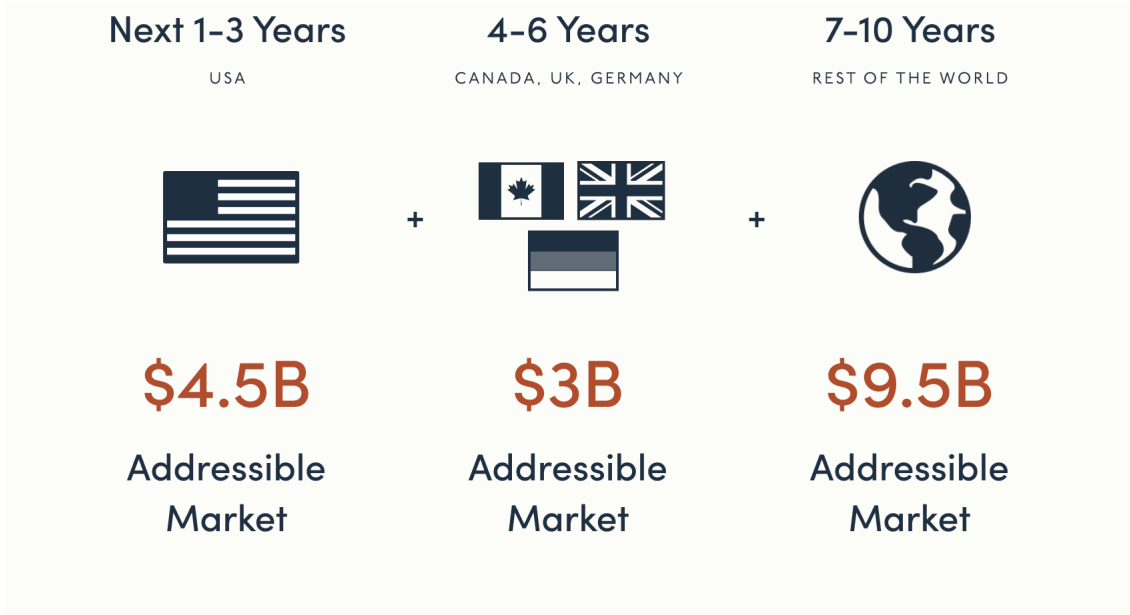 Next 1-3 Years
USA
4-6 Years
CANADA, UK, GERMANY
7-10 Years
REST OF THE WORLD
+
+
$4.5B
Addressible
Market
$3B
Addressible
Market
$9.5B
Addressible
Market